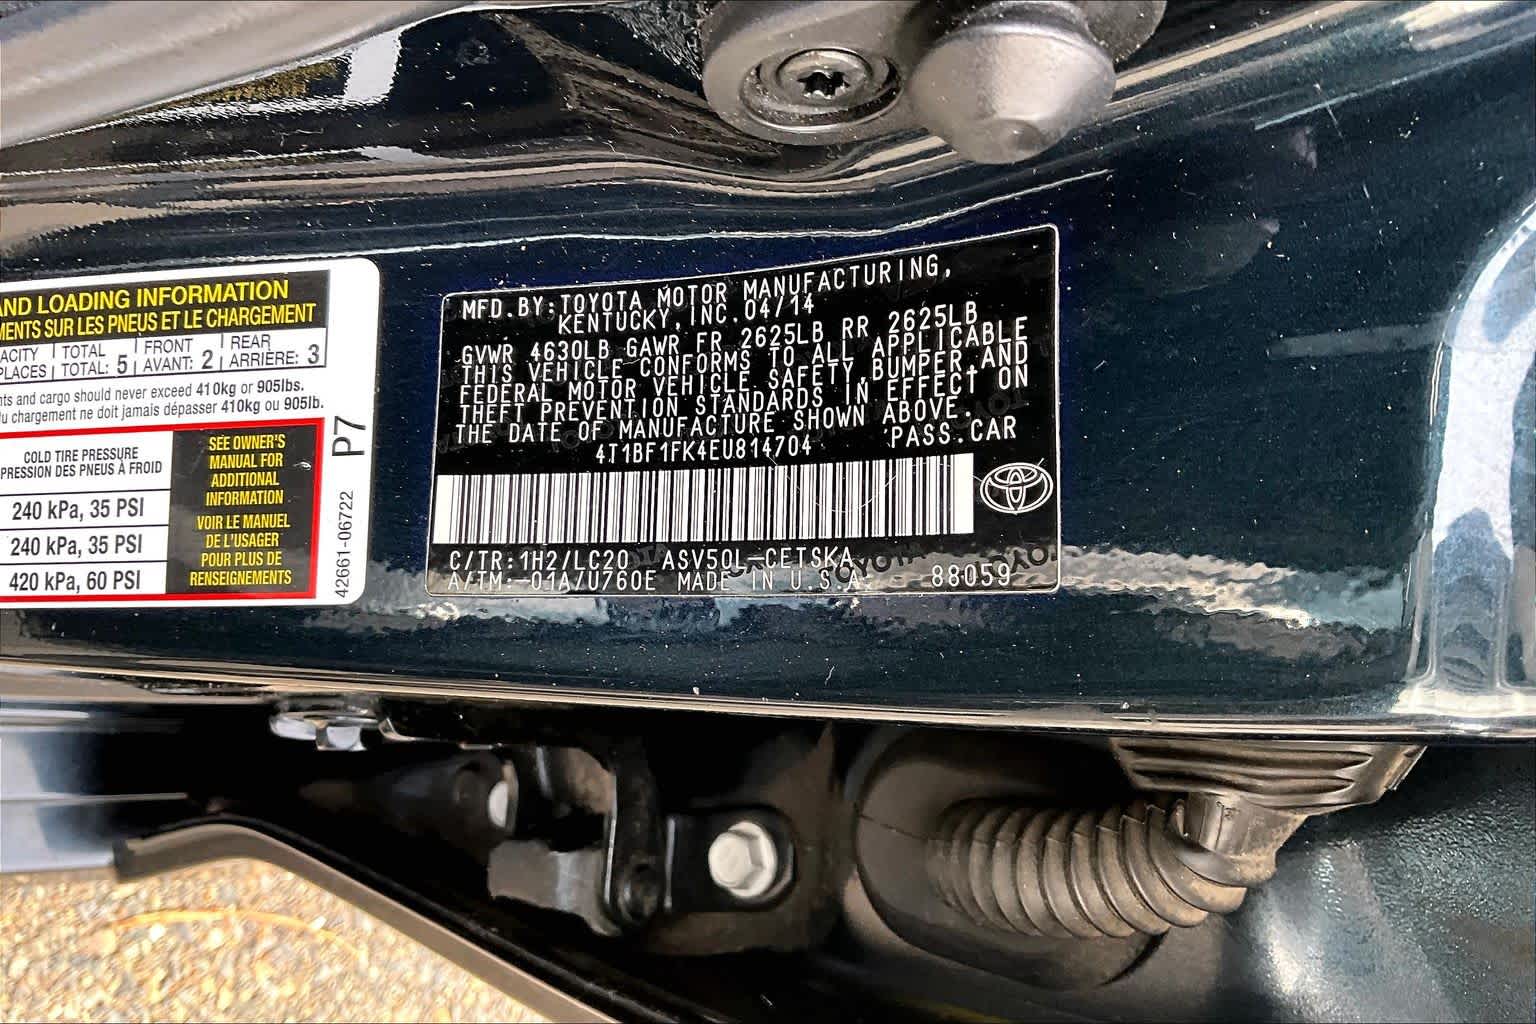 AND LOADING INFORMATION
MENTS SUR LES PNEUS ET LE CHARGEMENT
ACITY TOTAL 5 FRONT 2 REAR 3
PLACES TOTAL: AVANT: ARRIÈRE:
nts and cargo should never exceed 410kg or 905lbs.
du chargement ne doit jamais dépasser 410kg ou 905lb.
COLD TIRE PRESSURE
PRESSION DES PNEUS À FROID
240 kPa, 35 PSI
240 kPa, 35 PSI
420 kPa, 60 PSI
SEE OWNER'S
MANUAL FOR
ADDITIONAL
INFORMATION
VOIR LE MANUEL
DE L'USAGER
POUR PLUS DE
RENSEIGNEMENTS
P7
42661-06722
MFD.BY:TOYOTA MOTOR MANUFACTURING,
KENTUCKY, INC. 04/14
GVWR 4630LB GAWR FR 2625LB RR 2625LB
THIS VEHICLE CONFORMS TO ALL APPLICABLE
FEDERAL MOTOR VEHICLE SAFETY, BUMPER, AND
THEFT PREVENTION STANDARDS IN EFFECT ON
THE DATE OF MANUFACTURE SHOWN ABOVE.
4T1BF1FK4EU814704 PASS.CAR
C/TR:1H2/LC20 ASV50L-CETSKA
A/TM:-01A/U760E MADE IN U.S.A. 88059